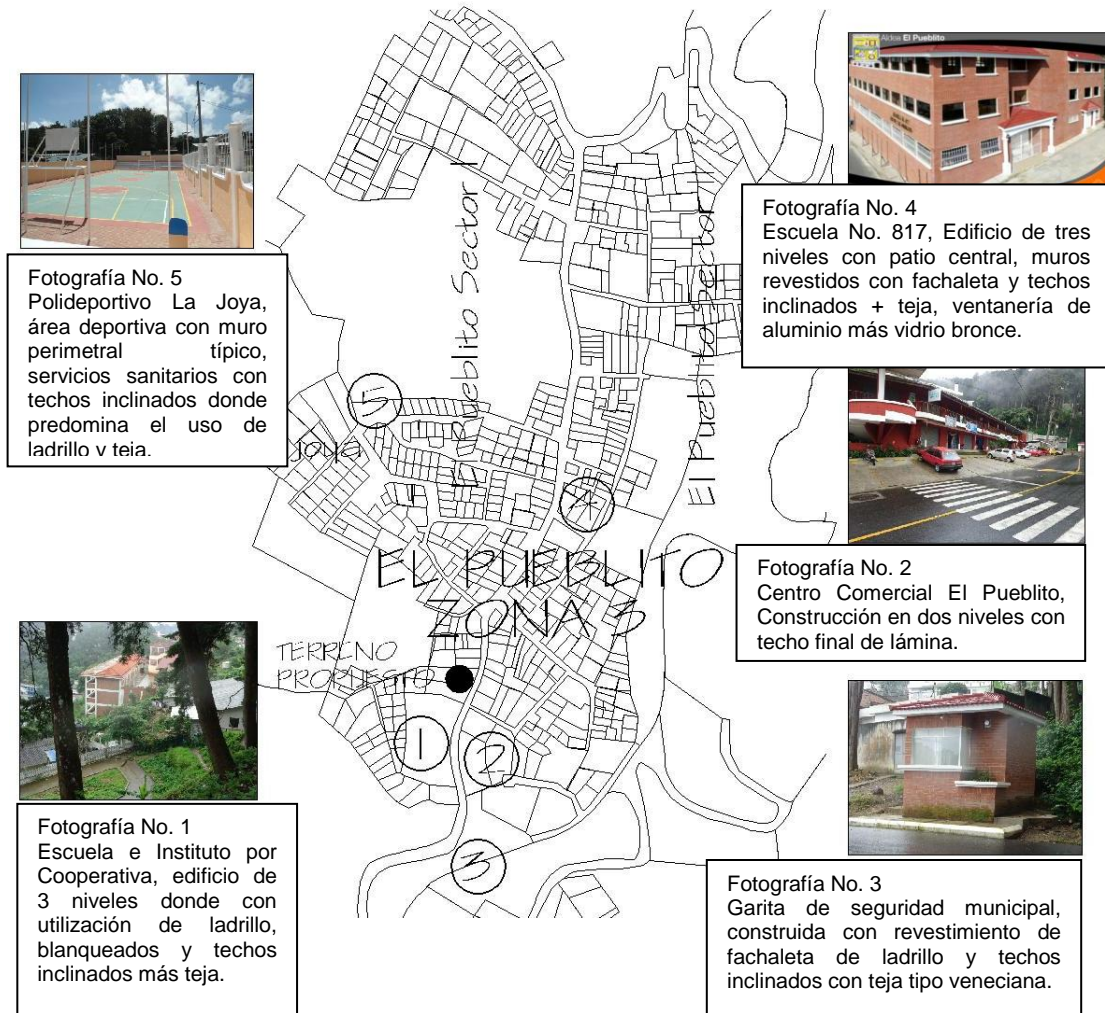 Aldea El Pueblito
Fotografía No. 5
Polideportivo La Joya,
área deportiva con muro
perimetral típico,
servicios sanitarios con
techos inclinados donde
predomina el uso de
ladrillo y teja.
Fotografía No. 4
Escuela No. 817, Edificio de tres
niveles con patio central, muros
revestidos con fachaleta y techos
inclinados + teja, ventanería de
aluminio más vidrio bronce.
El Pueblito Sector I
El Pueblito Sector II
5
Joya
4
EL PUEBLITO
ZONA 3
Fotografía No. 2
Centro Comercial El Pueblito,
Construcción en dos niveles con
techo final de lámina.
TERRENO
PROPUESTO
1
2
3
Fotografía No. 1
Escuela e Instituto por
Cooperativa, edificio de
3 niveles donde con
utilización de ladrillo,
blanqueados y techos
inclinados más teja.
Fotografía No. 3
Garita de seguridad municipal,
construida con revestimiento de
fachaleta de ladrillo y techos
inclinados con teja tipo veneciana.